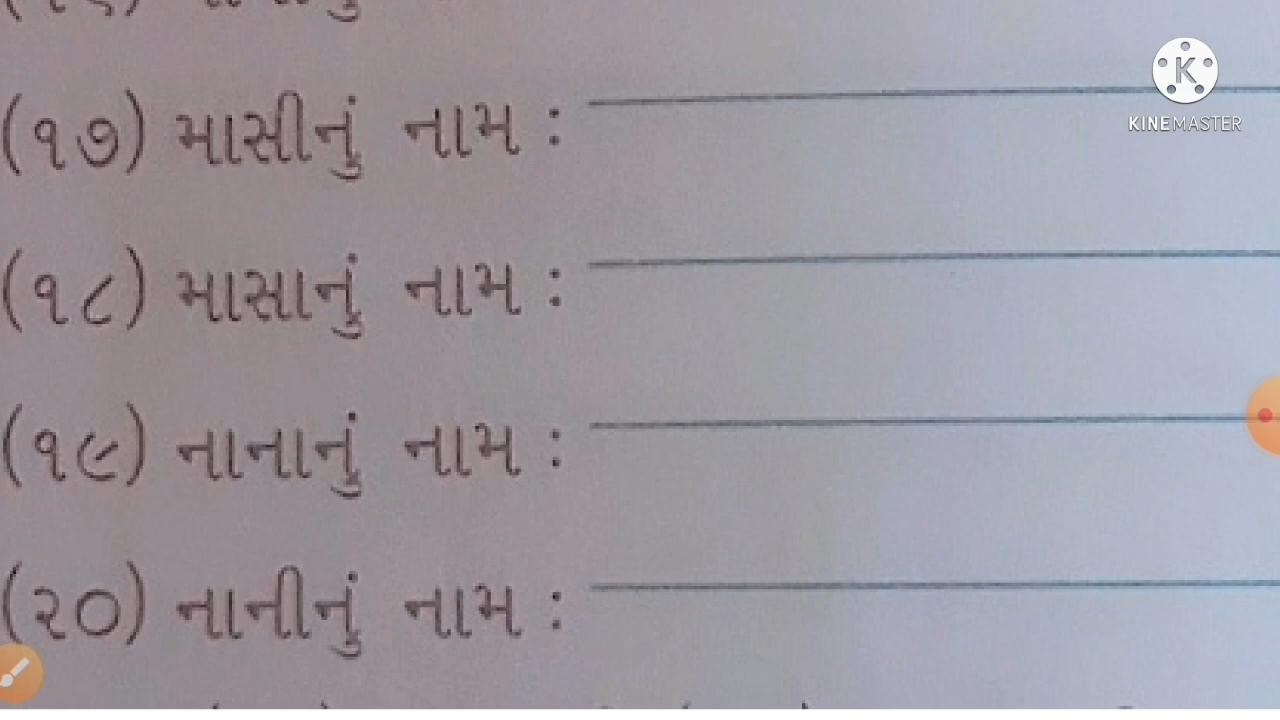 (૧૭) માસીનું નામ :
K
KINEMASTER
(૧૮) માસાનું નામ :
(૧૯) નાનાનું નામ :
(૨૦) નાનીનું નામ :